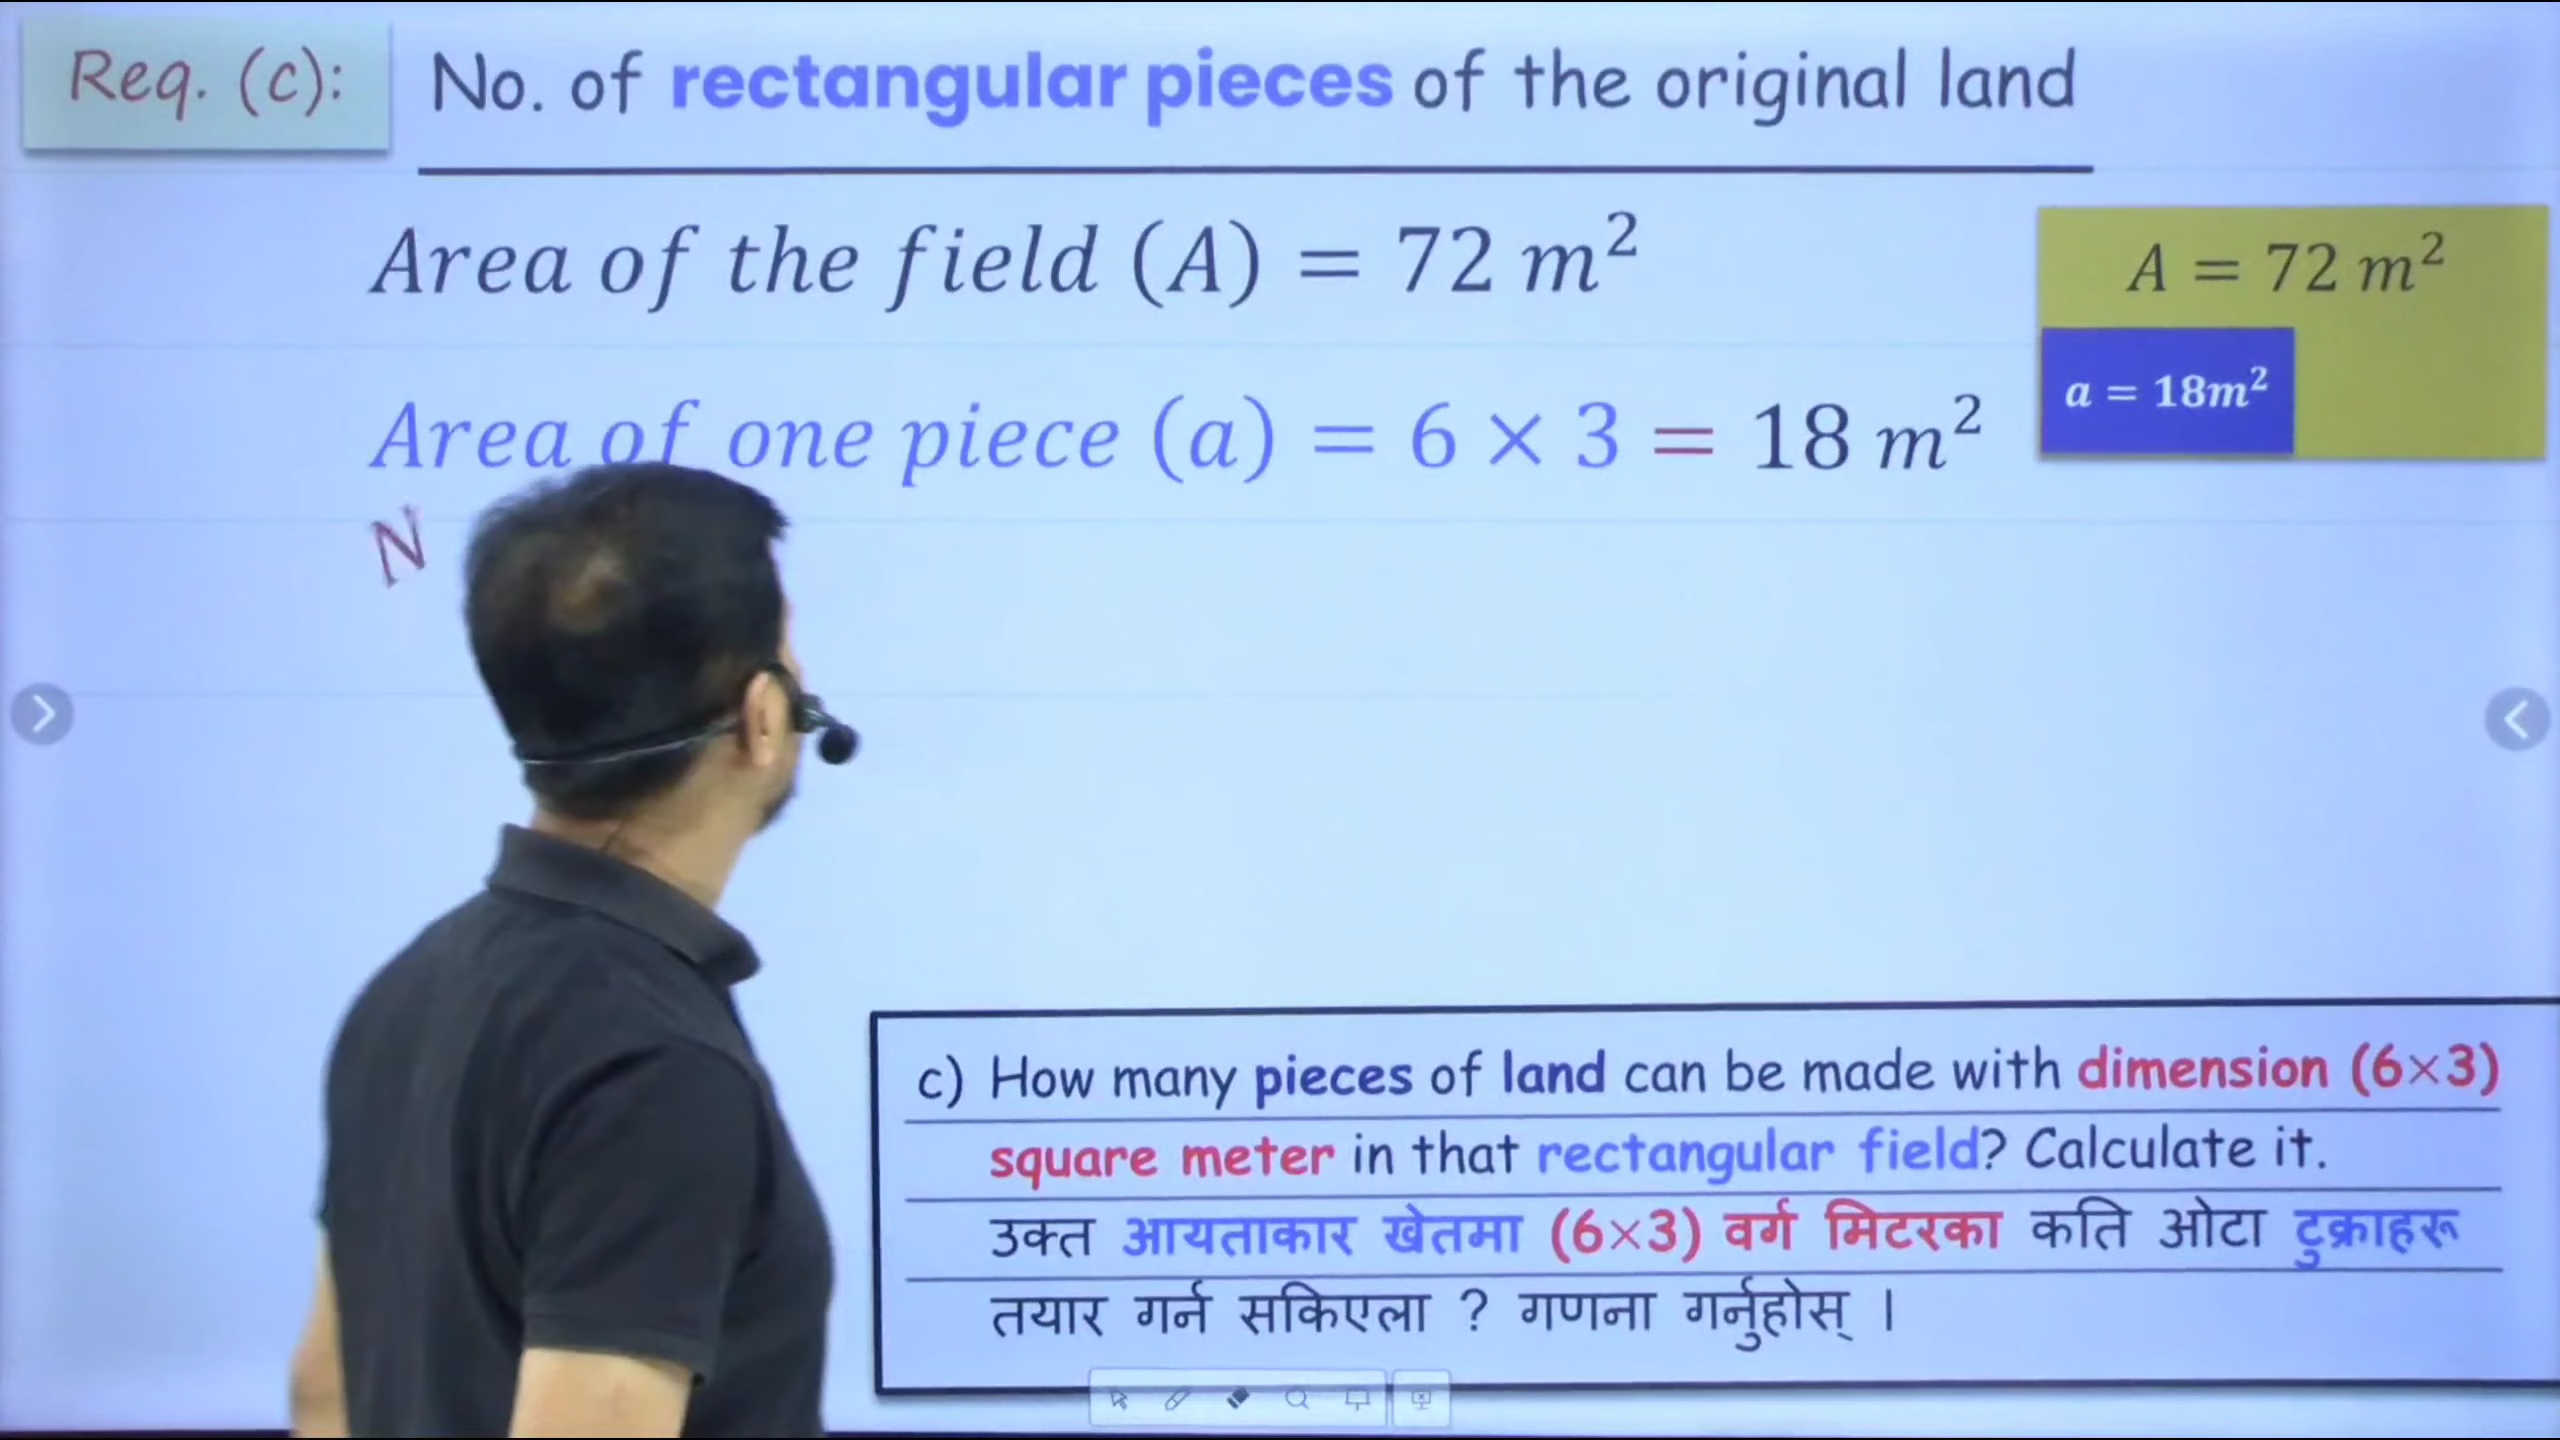 Req. (c): No. of rectangular pieces of the original land
Area of the field (A) = 72 m²
A = 72 m²
a = 18m²
Area of one piece (a) = 6 × 3 = 18 m²
N
c) How many pieces of land can be made with dimension (6×3)
square meter in that rectangular field? Calculate it.
उक्त आयताकार खेतमा (6×3) वर्ग मिटरका कति ओटा टुक्राहरू
तयार गर्न सकिएला ? गणना गर्नुहोस् ।